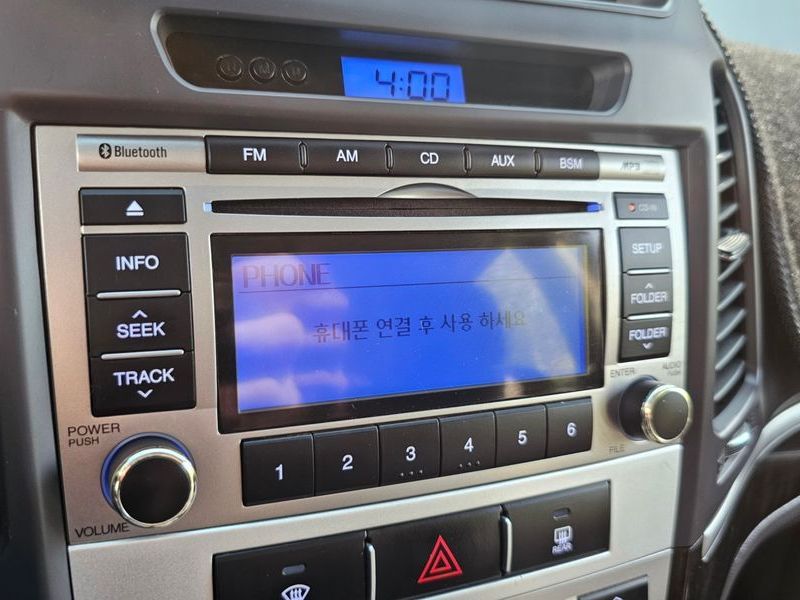 4:00
Bluetooth
FM
AM
CD
AUX
BSM
MP3
CD-IN
INFO
SEEK
TRACK
PHONE
휴대폰 연결 후 사용 하세요
SETUP
FOLDER
FOLDER
POWER
PUSH
VOLUME
ENTER
AUDIO
PUSH
FILE
1
2
3
4
5
6
REAR